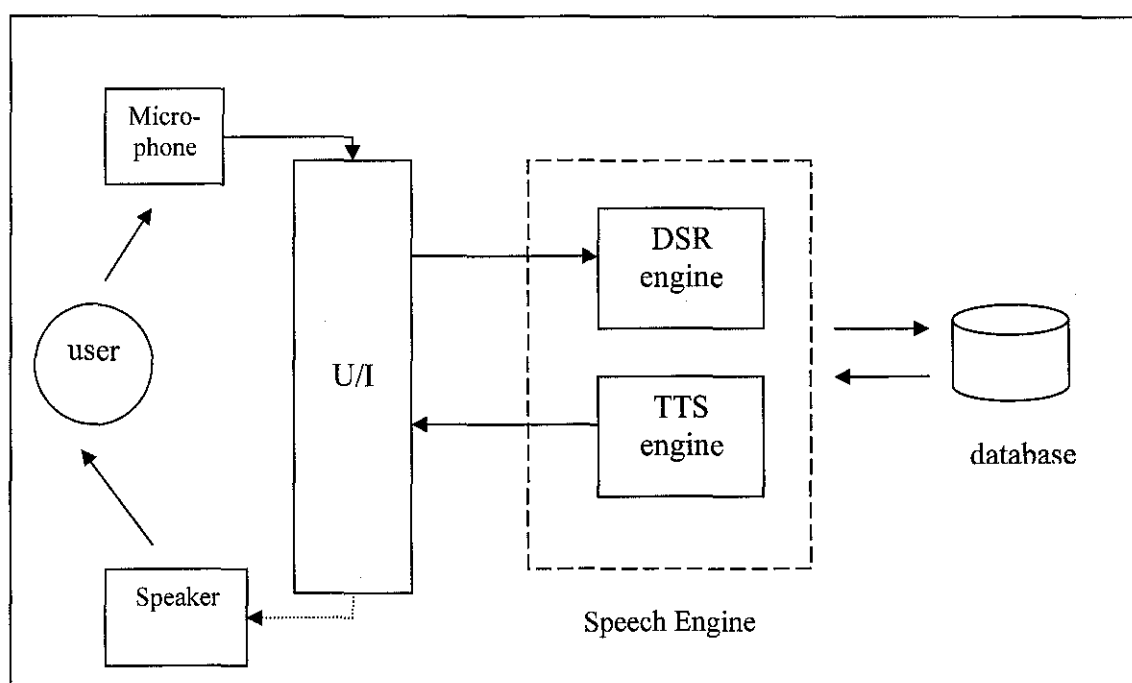 Micro-
phone
user
Speaker
U/I
DSR
engine
TTS
engine
Speech Engine
database